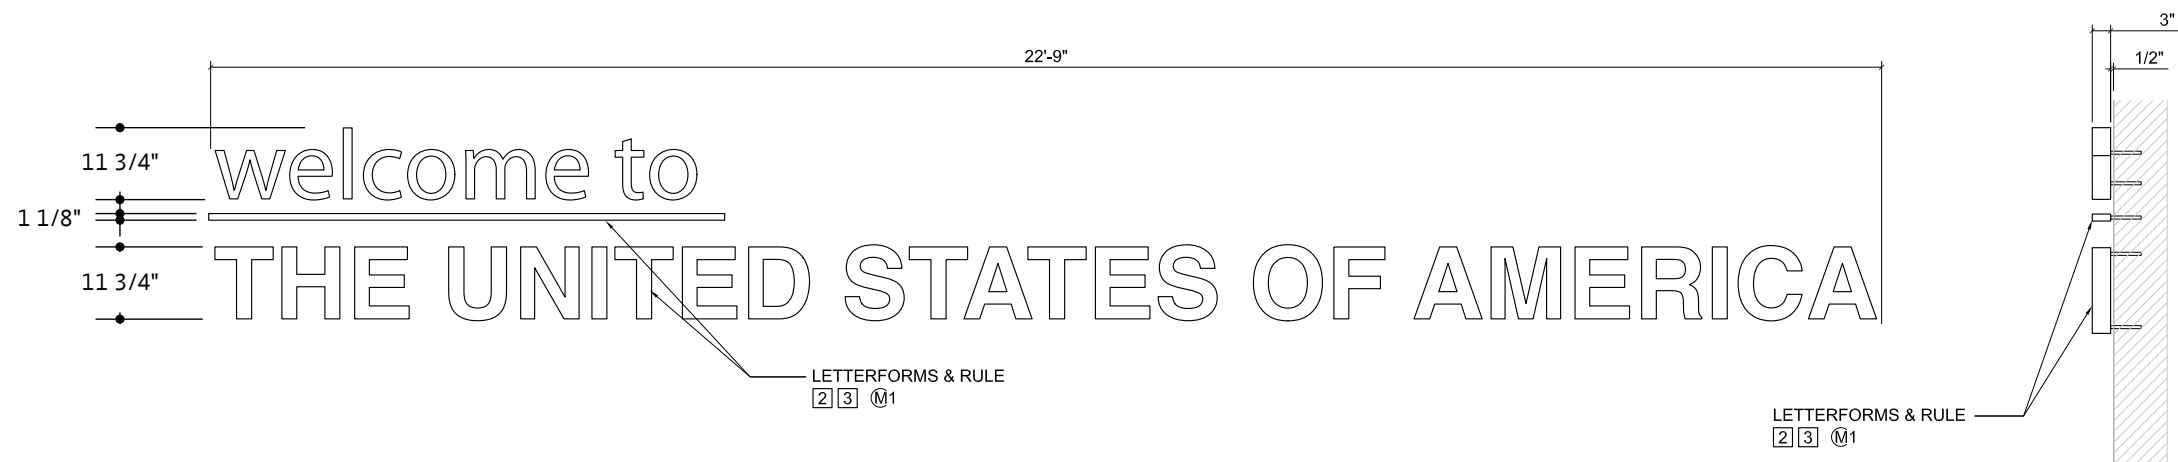 3"
22'-9"
1/2"
11 3/4"
welcome to
1 1/8"
THE UNITED STATES OF AMERICA
11 3/4"
LETTERFORMS & RULE
2 3 M1
LETTERFORMS & RULE
2 3 M1